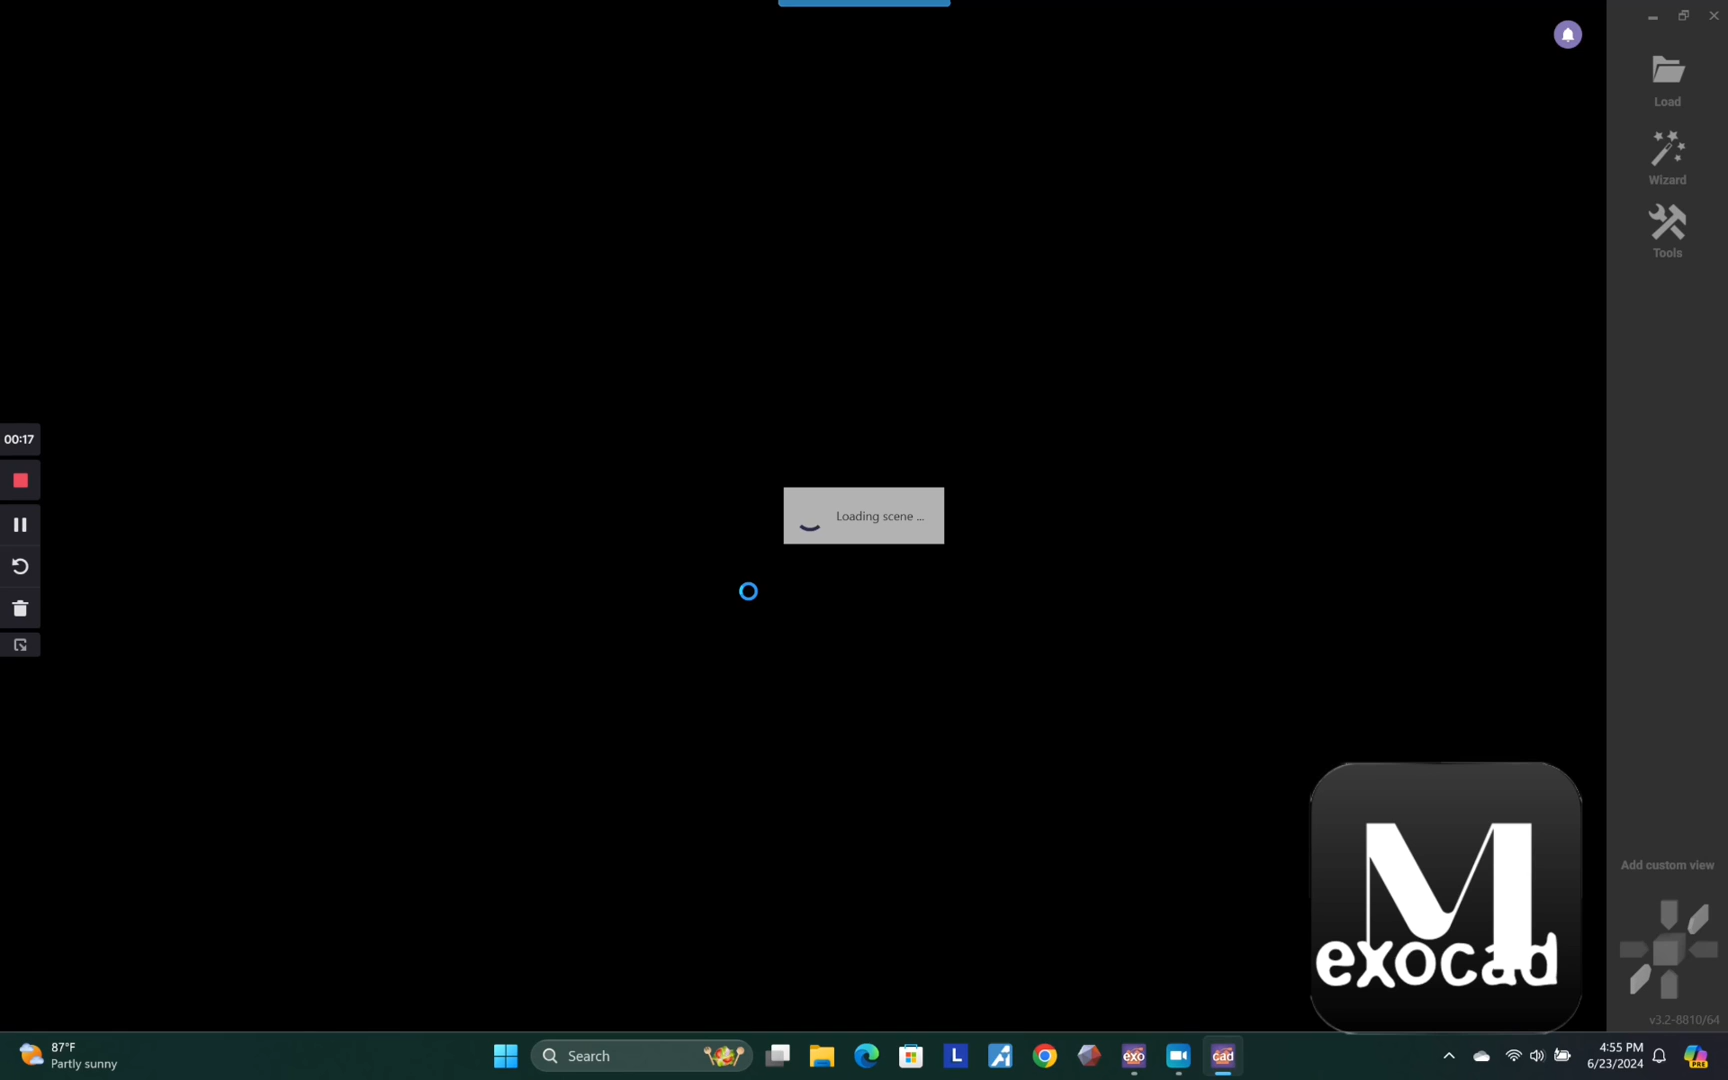 Load
Wizard
Tools
00:17
Loading scene ...
Add custom view
M
exocad
v3.2-8810/64
87°F
Partly sunny
Search
L
exo
cad
4:55 PM
6/23/2024
PRE